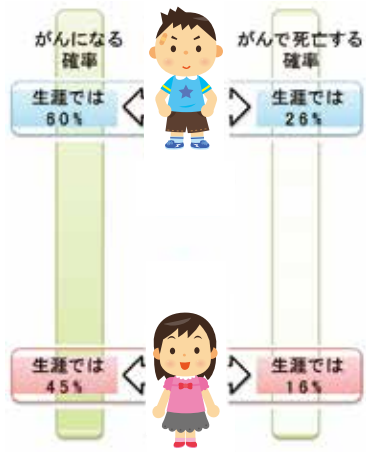 がんになる
確率
がんで死亡する
確率
生涯では
60%
生涯では
26%
生涯では
45%
生涯では
16%